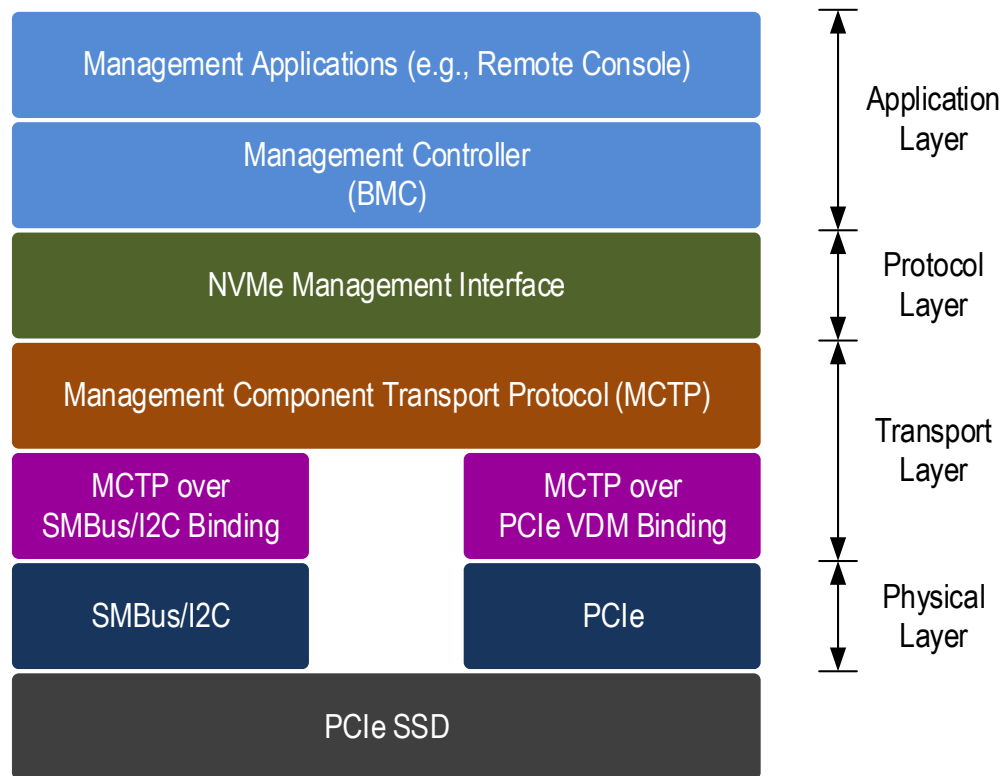 Management Applications (e.g., Remote Console)
Application
Layer
Management Controller
(BMC)
NVMe Management Interface
Protocol
Layer
Management Component Transport Protocol (MCTP)
Transport
Layer
MCTP over
SMBus/I2C Binding
MCTP over
PCIe VDM Binding
SMBus/I2C
PCIe
Physical
Layer
PCIe SSD